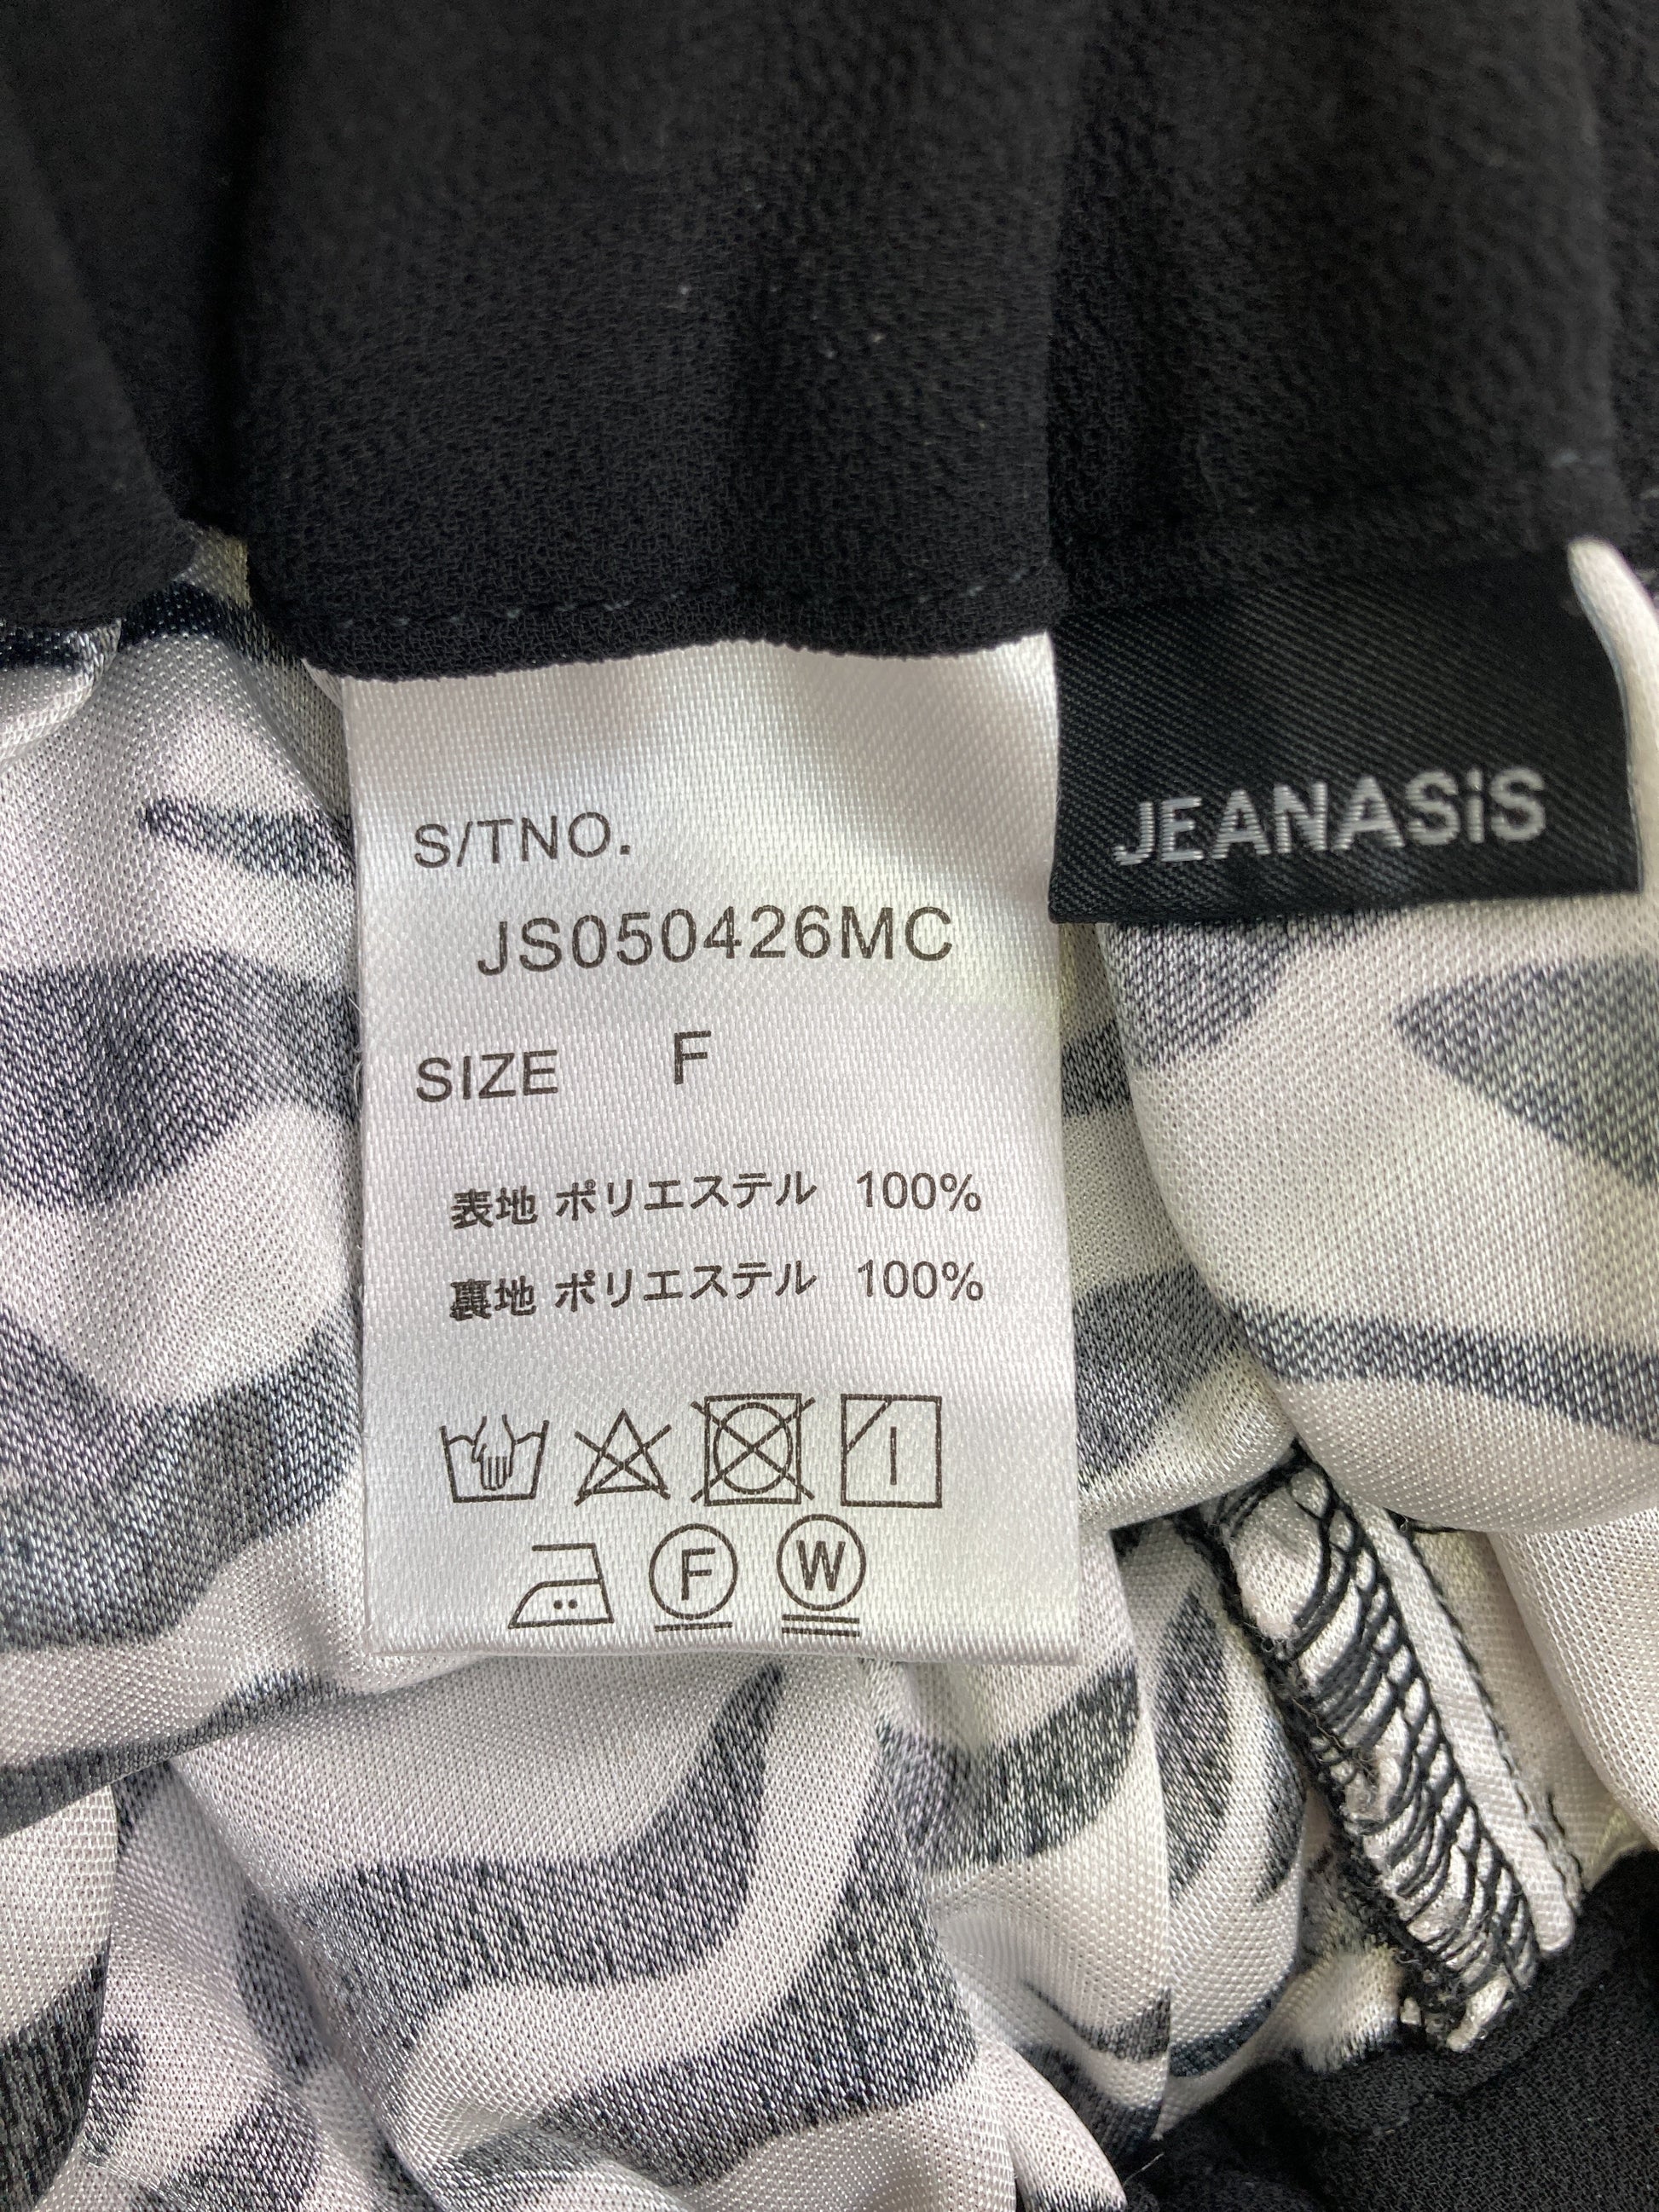 S/TNO.
JS050426MC
SIZE F
表地 ポリエステル 100%
裏地 ポリエステル 100%
F W
JEANASiS